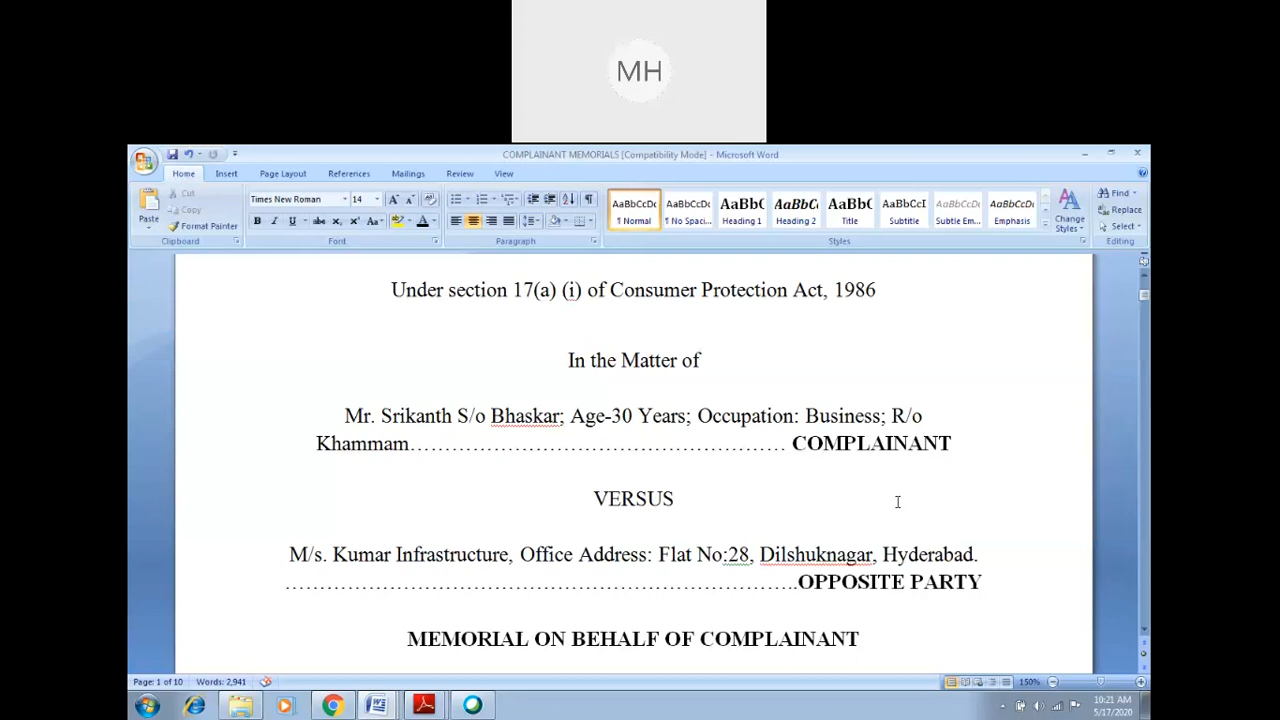 MH
COMPLAINANT MEMORIALS [Compatibility Mode] - Microsoft Word
Home Insert Page Layout References Mailings Review View
Paste
Cut
Copy
Format Painter
Clipboard
Times New Roman 14
Font
Paragraph
AaBbCcDc AaBbCcDc AaBbC AaBbCc AaBbC AaBbCcI AaBbCcDc AaBbCcDc
¶ Normal ¶ No Spaci... Heading 1 Heading 2 Title Subtitle Subtle Em... Emphasis
Styles
Change Styles
Find
Replace
Select
Editing
Under section 17(a) (i) of Consumer Protection Act, 1986
In the Matter of
Mr. Srikanth S/o Bhaskar; Age-30 Years; Occupation: Business; R/o
Khammam……………………………………………… COMPLAINANT
VERSUS
M/s. Kumar Infrastructure, Office Address: Flat No:28, Dilshuknagar, Hyderabad.
……………………………………………………………….OPPOSITE PARTY
MEMORIAL ON BEHALF OF COMPLAINANT
Page: 1 of 10 Words: 2,941 150%
10:21 AM
5/17/2020